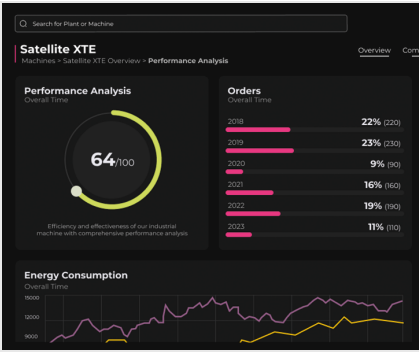 Search for Plant or Machine
Satellite XTE
Machines > Satellite XTE Overview > Performance Analysis
Overview
Com
Performance Analysis
Overall Time
64/100
Efficiency and effectiveness of our industrial
machine with comprehensive performance analysis
Orders
Overall Time
2018 22% (220)
2019 23% (230)
2020 9% (90)
2021 16% (160)
2022 19% (190)
2023 11% (110)
Energy Consumption
Overall Time
15000
12000
9000